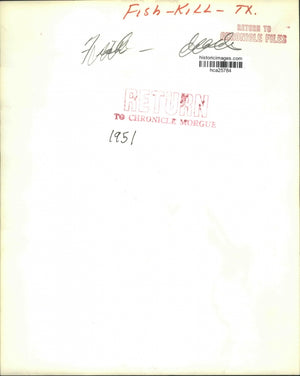 Fish-Kill-TX.
RETURN TO
CHRONICLE FILES
historicimages.com
hca25784
RETURN
TO CHRONICLE MORGUE
1951